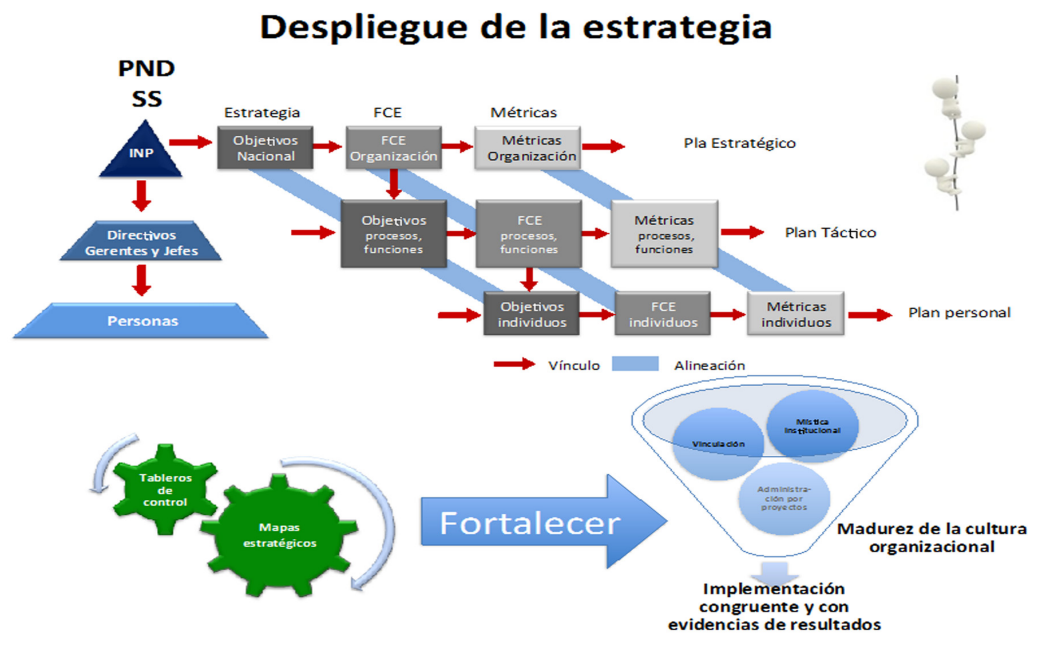 Despliegue de la estrategia
PND
SS
INP
Directivos
Gerentes y Jefes
Personas
Estrategia
FCE
Métricas
Objetivos
Nacional
FCE
Organización
Métricas
Organización
Pla Estratégico
Objetivos
procesos,
funciones
FCE
procesos,
funciones
Métricas
procesos,
funciones
Plan Táctico
Objetivos
individuos
FCE
individuos
Métricas
individuos
Plan personal
Vínculo
Alineación
Tableros
de
control
Mapas
estratégicos
Fortalecer
Vinculación
Mística
Institucional
Administra-
ción por
proyectos
Madurez de la cultura
organizacional
Implementación
congruente y con
evidencias de resultados